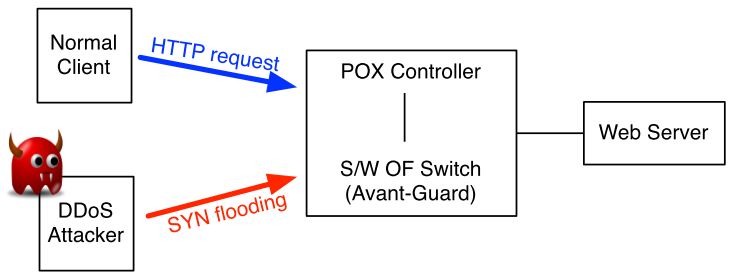 Normal
Client
HTTP request
POX Controller
S/W OF Switch
(Avant-Guard)
Web Server
DDoS
Attacker
SYN flooding